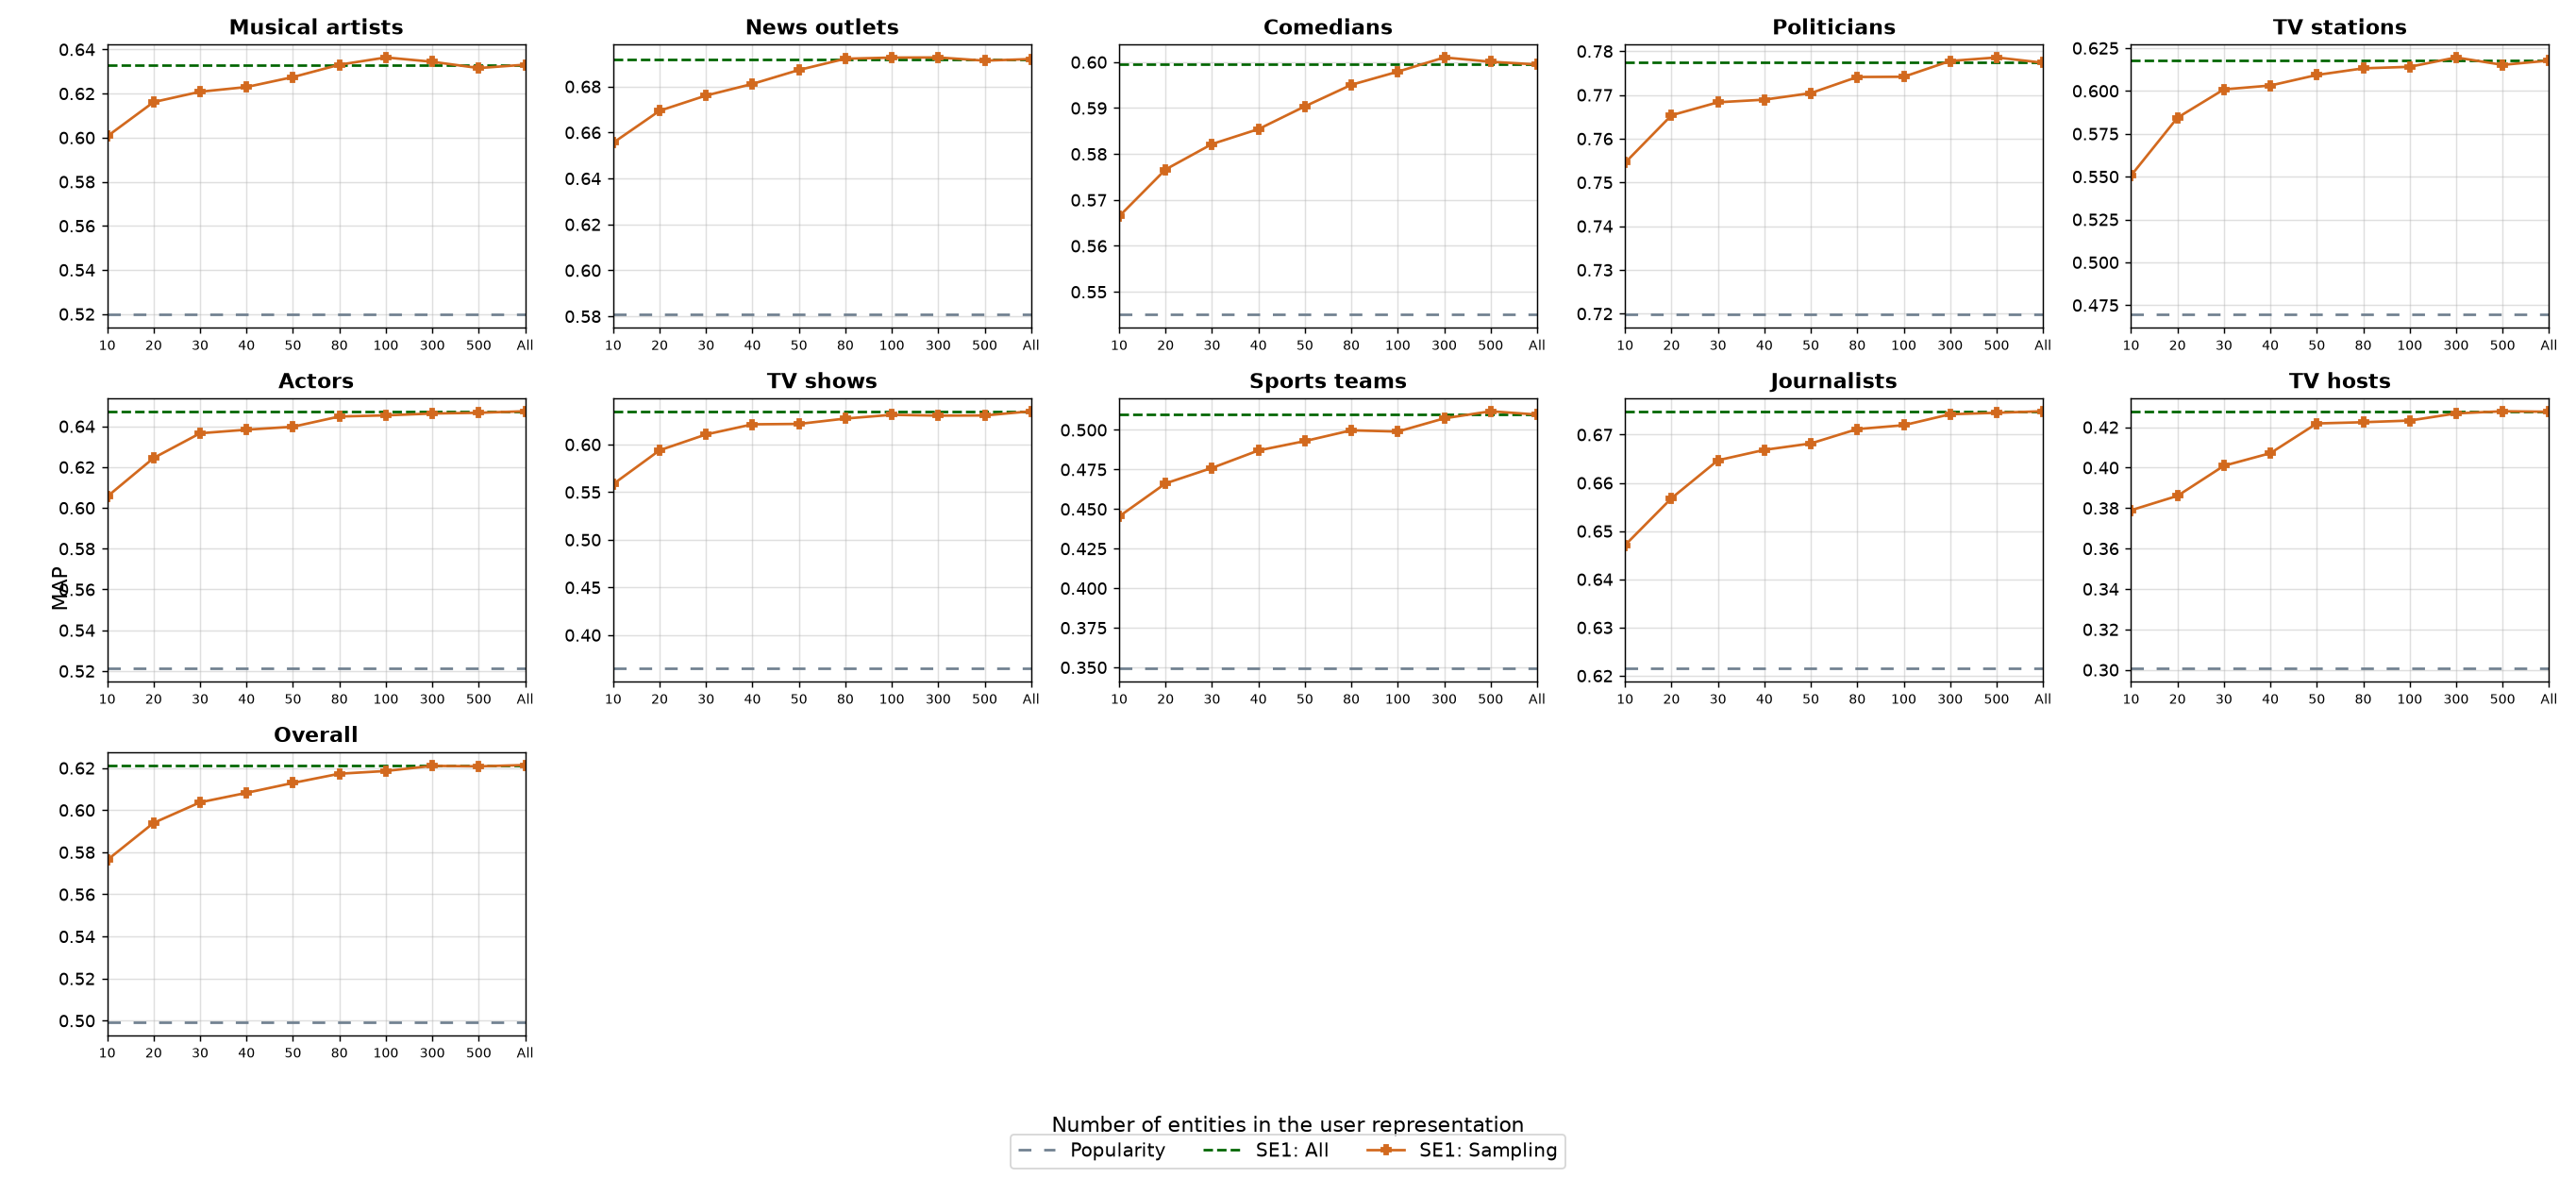 Musical artists
0.64
0.62
0.60
0.58
0.56
0.54
0.52
10 20 30 40 50 80 100 300 500 All
News outlets
0.68
0.66
0.64
0.62
0.60
0.58
10 20 30 40 50 80 100 300 500 All
Comedians
0.60
0.59
0.58
0.57
0.56
0.55
10 20 30 40 50 80 100 300 500 All
Politicians
0.78
0.77
0.76
0.75
0.74
0.73
0.72
10 20 30 40 50 80 100 300 500 All
TV stations
0.625
0.600
0.575
0.550
0.525
0.500
0.475
10 20 30 40 50 80 100 300 500 All
Actors
0.64
0.62
0.60
0.58
0.56
0.54
0.52
10 20 30 40 50 80 100 300 500 All
MAP
TV shows
0.60
0.55
0.50
0.45
0.40
10 20 30 40 50 80 100 300 500 All
Sports teams
0.500
0.475
0.450
0.425
0.400
0.375
0.350
10 20 30 40 50 80 100 300 500 All
Journalists
0.67
0.66
0.65
0.64
0.63
0.62
10 20 30 40 50 80 100 300 500 All
TV hosts
0.42
0.40
0.38
0.36
0.34
0.32
0.30
10 20 30 40 50 80 100 300 500 All
Overall
0.62
0.60
0.58
0.56
0.54
0.52
0.50
10 20 30 40 50 80 100 300 500 All
Number of entities in the user representation
Popularity SE1: All SE1: Sampling